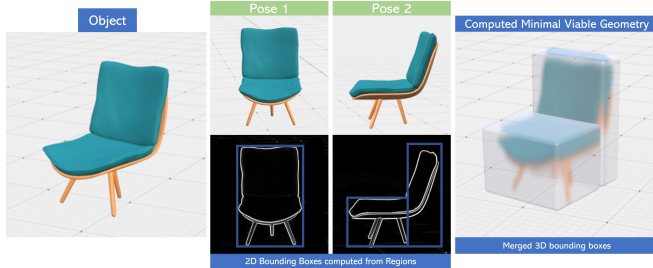 Object
Pose 1
Pose 2
Computed Minimal Viable Geometry
2D Bounding Boxes computed from Regions
Merged 3D bounding boxes